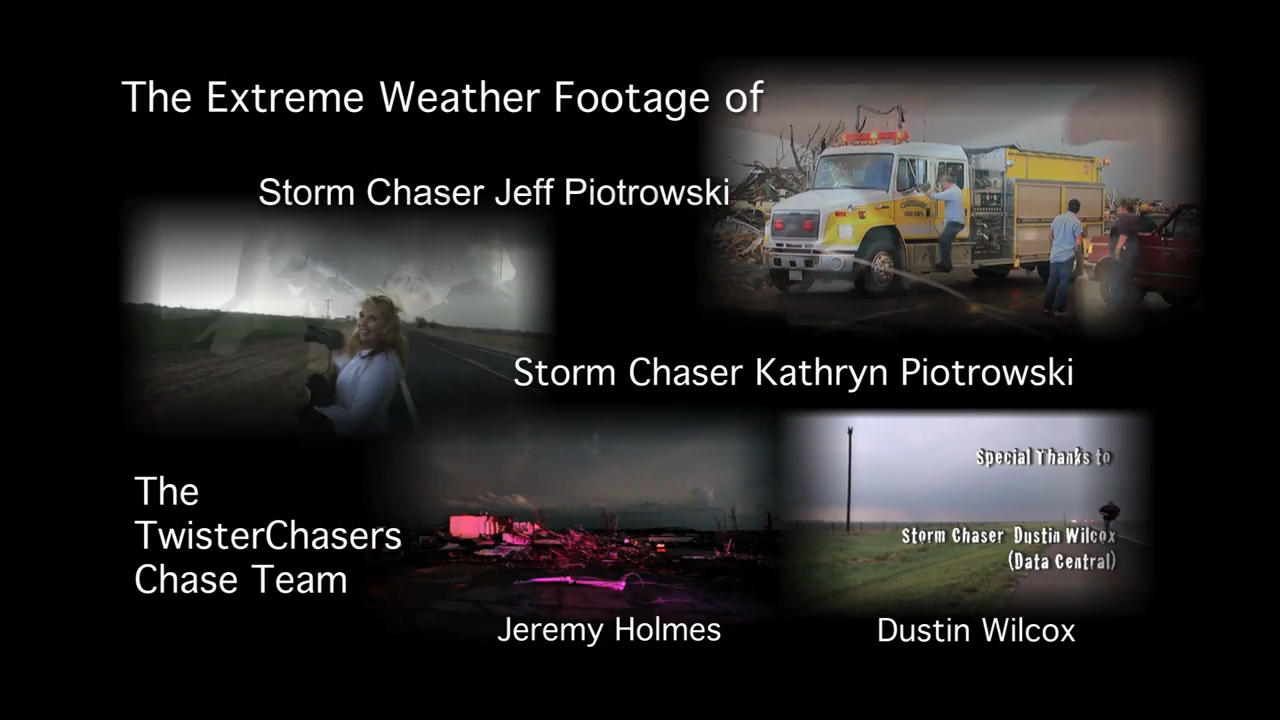 The Extreme Weather Footage of
Storm Chaser Jeff Piotrowski
Storm Chaser Kathryn Piotrowski
Special Thanks to
Storm Chaser Dustin Wilcox
(Data Central)
The
TwisterChasers
Chase Team
Jeremy Holmes
Dustin Wilcox